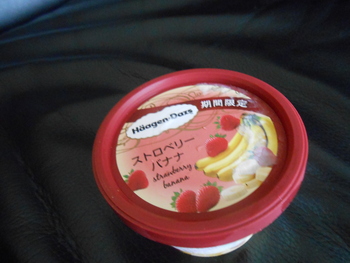 Häagen-Dazs
期間限定
ストロベリー
バナナ
strawberry
banana